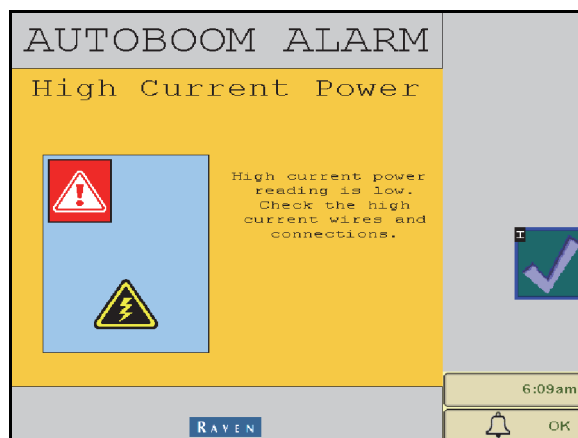 AUTOBOOM ALARM
High Current Power
High current power
reading is low.
Check the high
current wires and
connections.
I
6:09am
RAVEN
OK